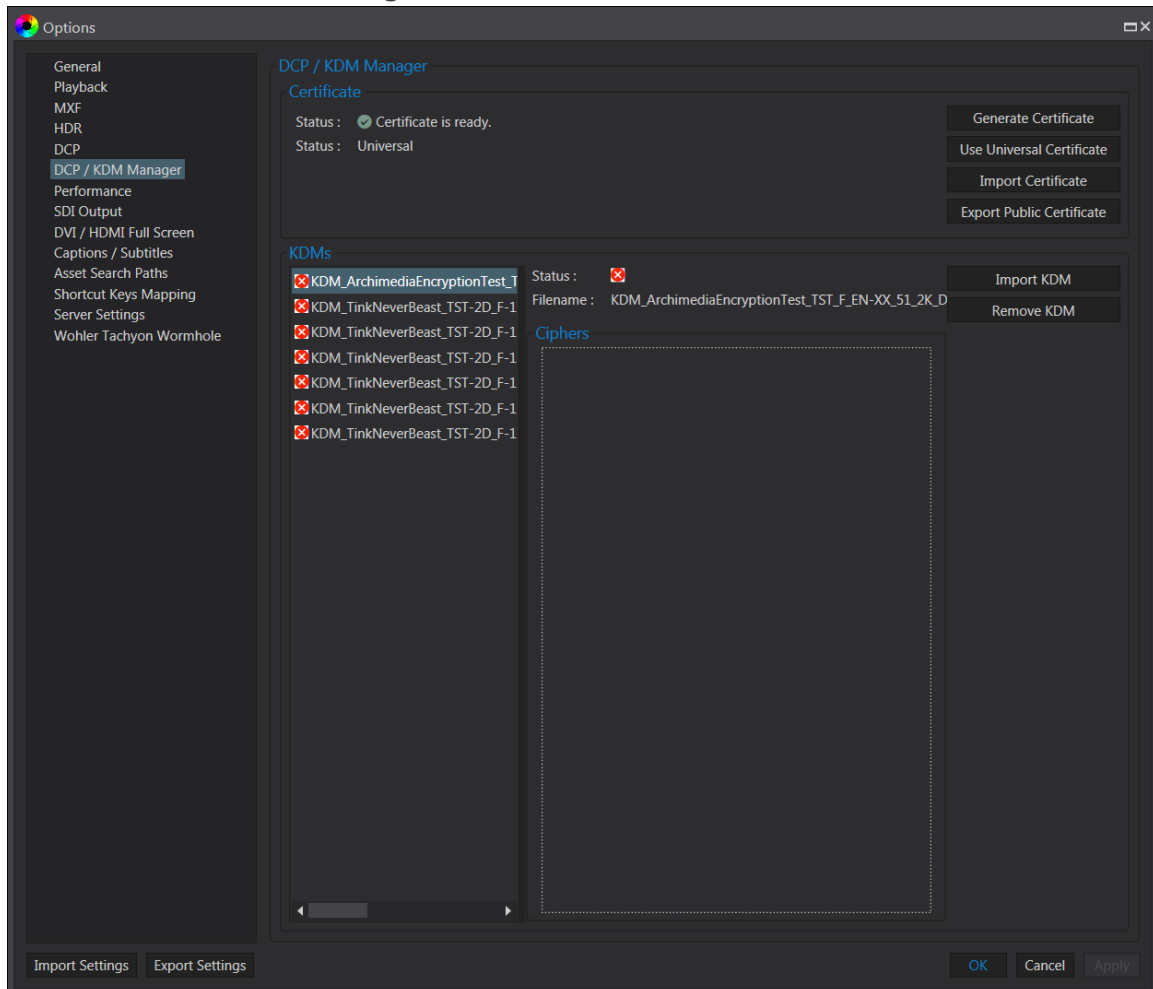 Options
General
Playback
MXF
HDR
DCP
DCP / KDM Manager
Performance
SDI Output
DVI / HDMI Full Screen
Captions / Subtitles
Asset Search Paths
Shortcut Keys Mapping
Server Settings
Wohler Tachyon Wormhole
DCP / KDM Manager
Certificate
Status : Certificate is ready.
Status : Universal
Generate Certificate
Use Universal Certificate
Import Certificate
Export Public Certificate
KDMs
KDM_ArchimediaEncryptionTest_T
KDM_TinkNeverBeast_TST-2D_F-1
KDM_TinkNeverBeast_TST-2D_F-1
KDM_TinkNeverBeast_TST-2D_F-1
KDM_TinkNeverBeast_TST-2D_F-1
KDM_TinkNeverBeast_TST-2D_F-1
KDM_TinkNeverBeast_TST-2D_F-1
Status :
Filename : KDM_ArchimediaEncryptionTest_TST_F_EN-XX_51_2K_D
Ciphers
Import KDM
Remove KDM
Import Settings Export Settings
OK Cancel Apply